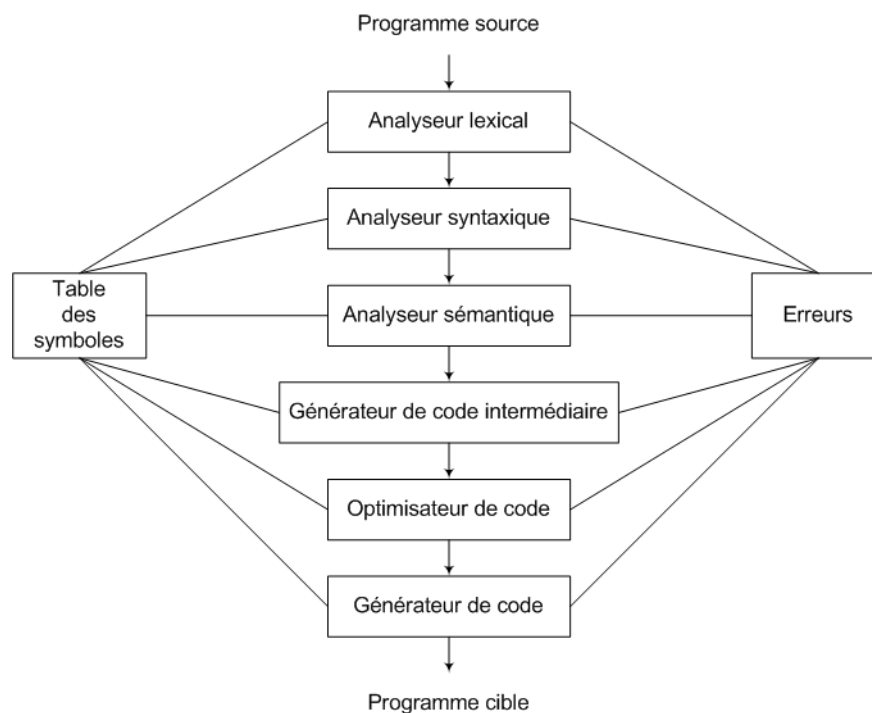 Programme source
Analyseur lexical
Analyseur syntaxique
Table
des
symboles
Analyseur sémantique
Erreurs
Générateur de code intermédiaire
Optimisateur de code
Générateur de code
Programme cible